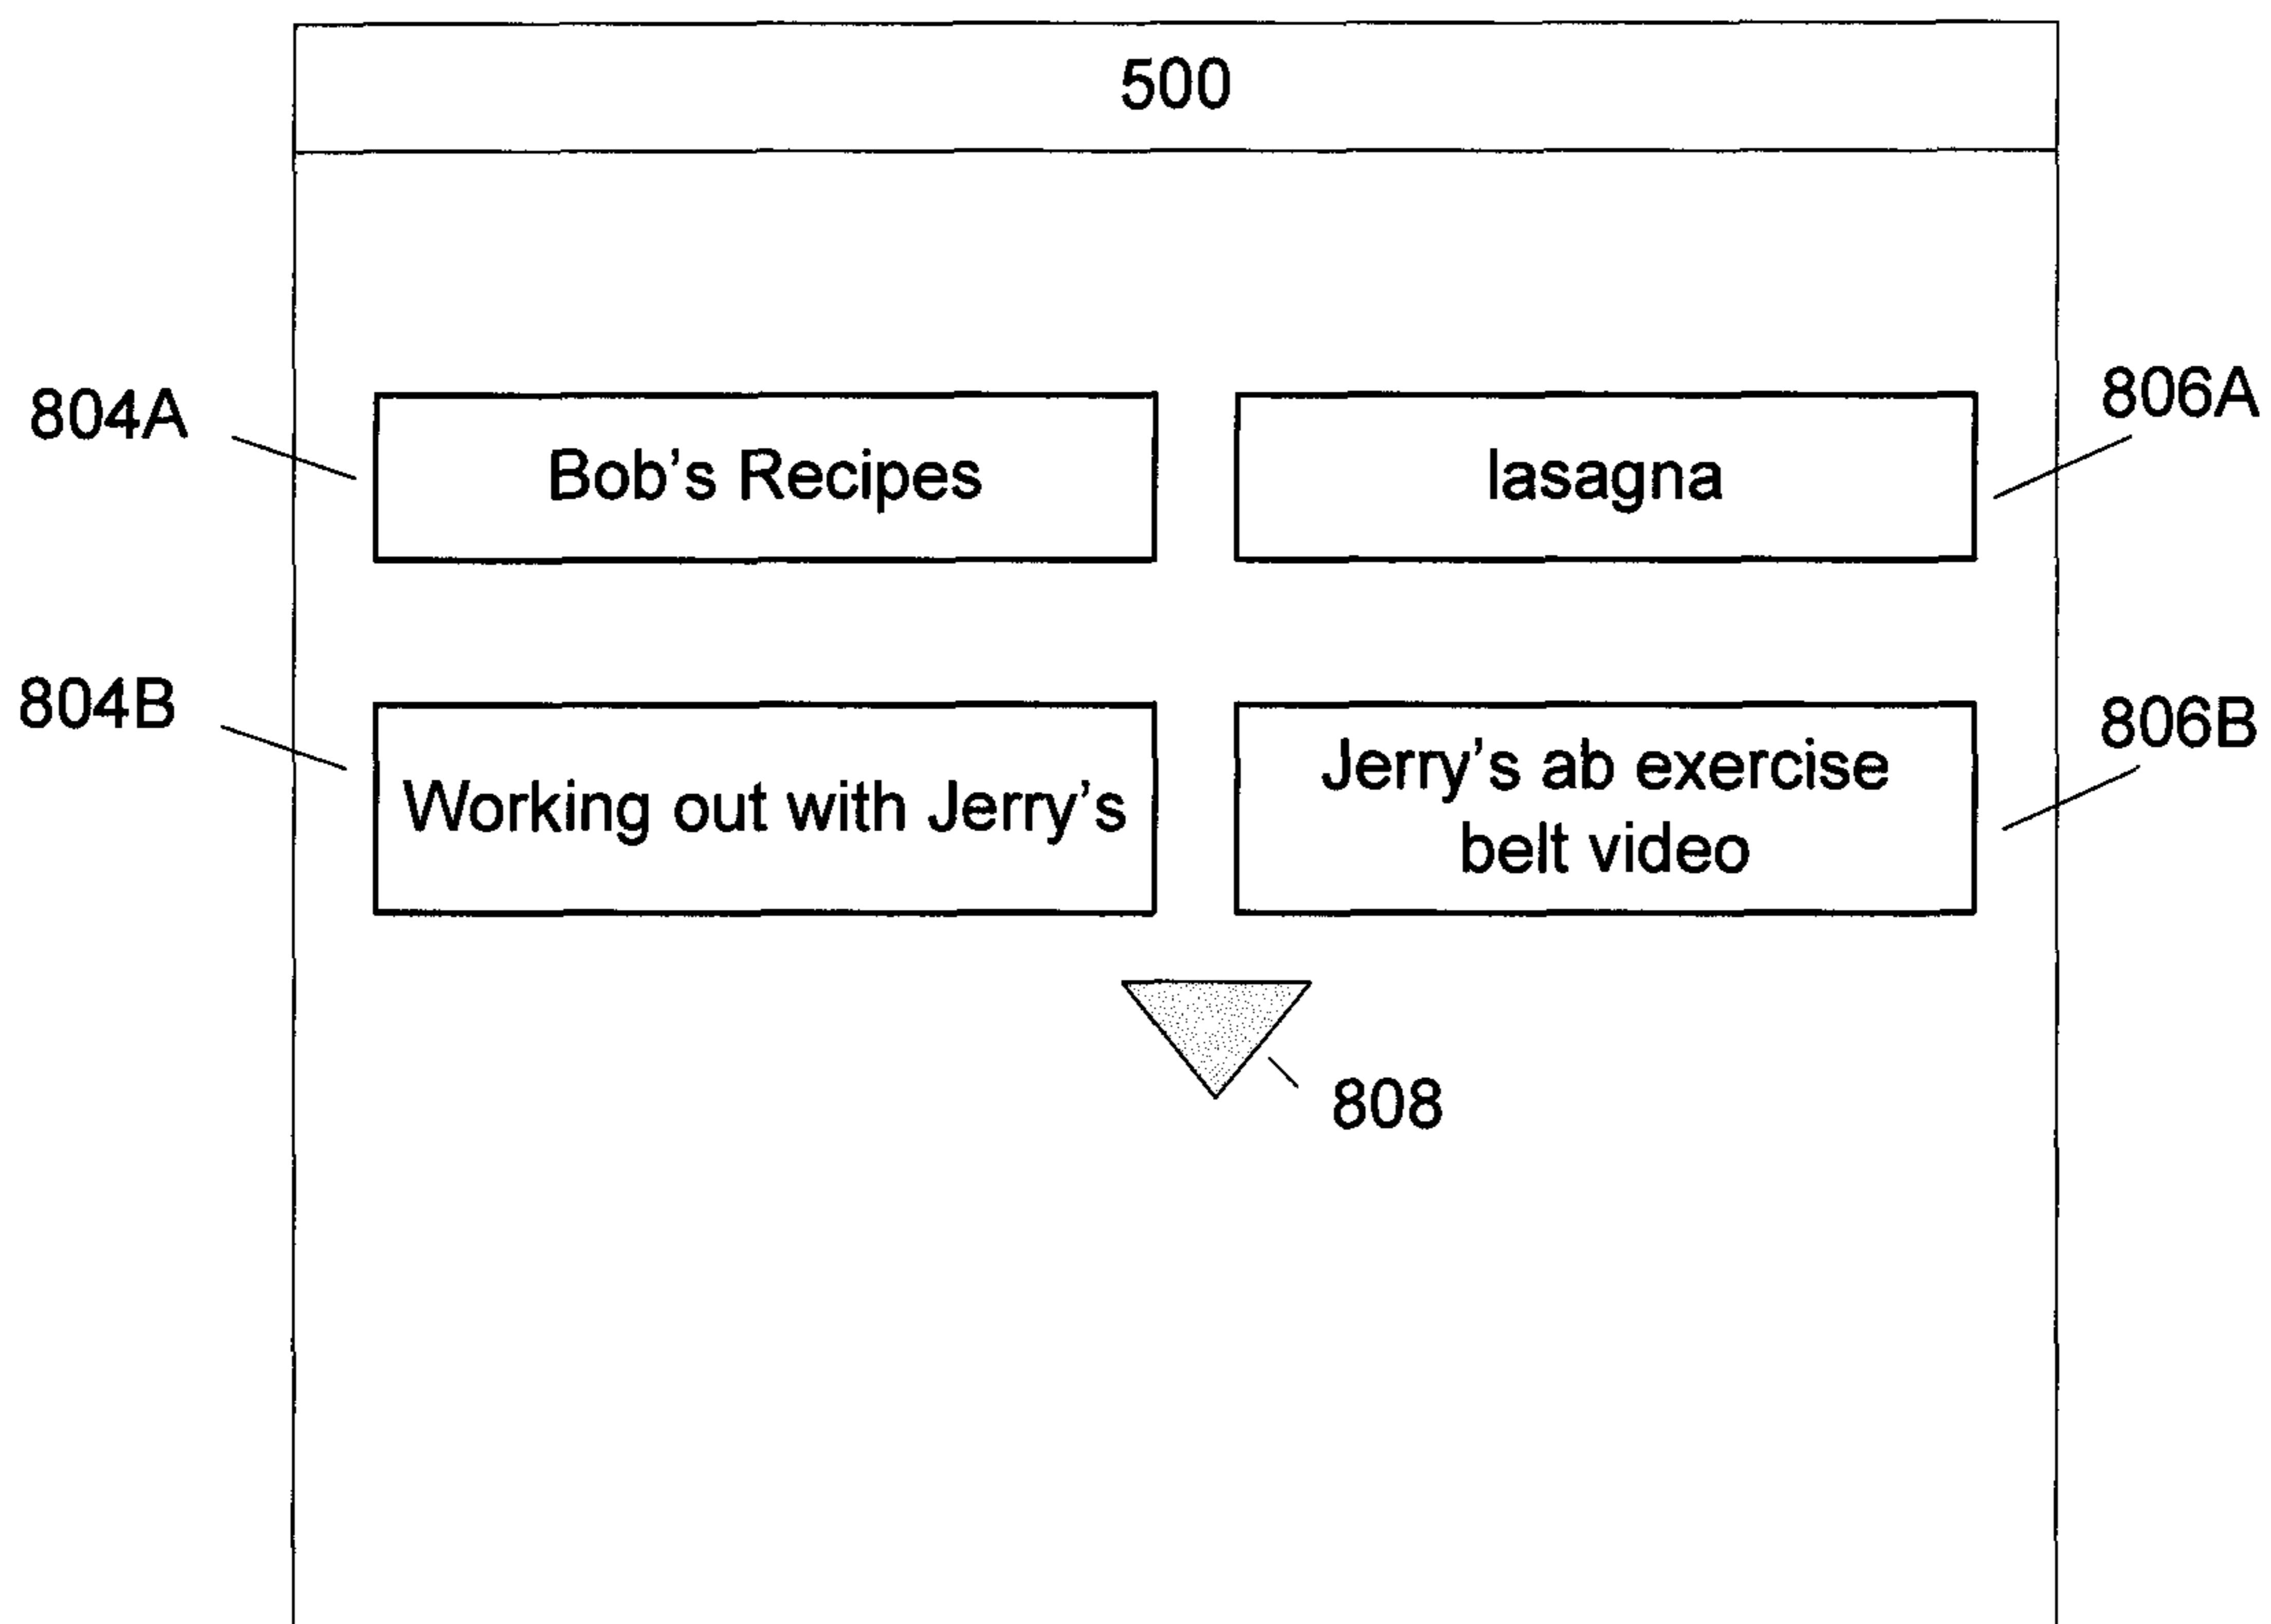 500
804A
Bob's Recipes
lasagna
806A
804B
Working out with Jerry's
Jerry's ab exercise
belt video
806B
808